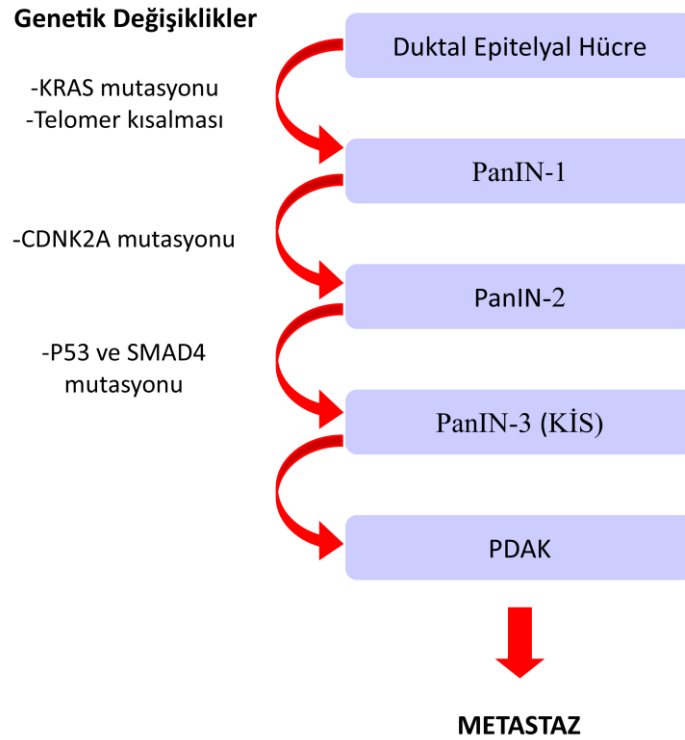 Genetik Değişiklikler
Duktal Epitelyal Hücre
-KRAS mutasyonu
-Telomer kısalması
PanIN-1
-CDNK2A mutasyonu
PanIN-2
-P53 ve SMAD4
mutasyonu
PanIN-3 (KİS)
PDAK
METASTAZ